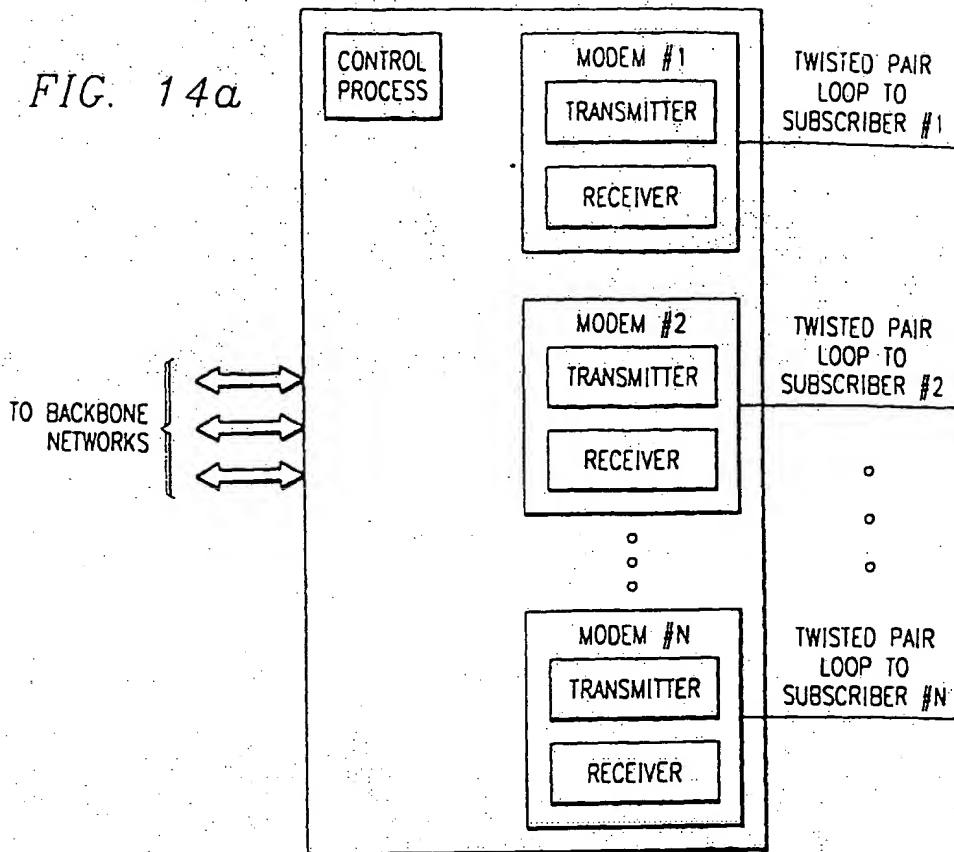 FIG. 14a
CONTROL
PROCESS
MODEM #1
TRANSMITTER
RECEIVER
TWISTED PAIR
LOOP TO
SUBSCRIBER #1
MODEM #2
TRANSMITTER
RECEIVER
TWISTED PAIR
LOOP TO
SUBSCRIBER #2
TO BACKBONE
NETWORKS
MODEM #N
TRANSMITTER
RECEIVER
TWISTED PAIR
LOOP TO
SUBSCRIBER #N